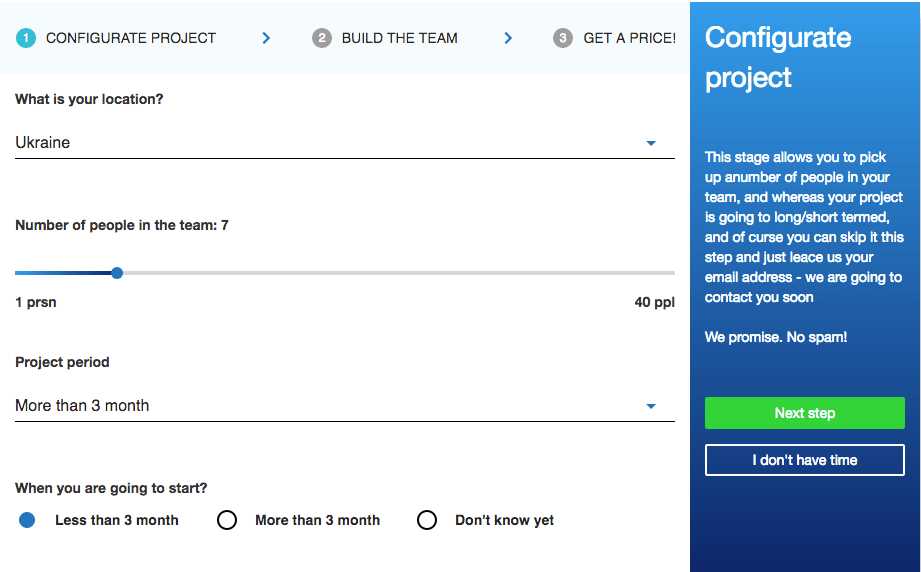 1 CONFIGURATE PROJECT 2 BUILD THE TEAM 3 GET A PRICE!
What is your location?
Ukraine
Number of people in the team: 7
1 prsn 40 ppl
Project period
More than 3 month
When you are going to start?
Less than 3 month More than 3 month Don't know yet
Configurate
project
This stage allows you to pick
up anumber of people in your
team, and whereas your project
is going to long/short termed,
and of curse you can skip it this
step and just leace us your
email address - we are going to
contact you soon
We promise. No spam!
Next step
I don't have time